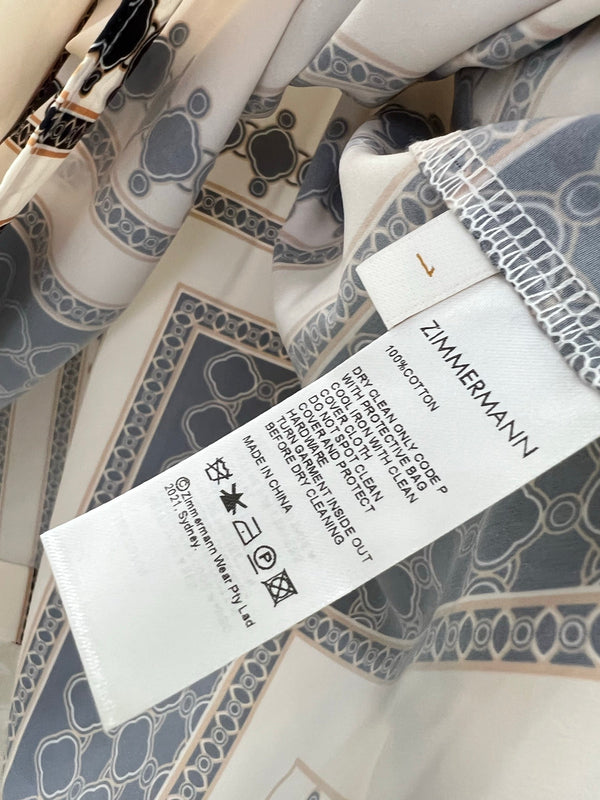 1
ZIMMERMANN
100%COTTON
DRY CLEAN ONLY CODE P
WITH PROTECTIVE BAG
COOL IRON WITH CLEAN
COVER CLOTH
DO NOT SPOT CLEAN
COVER AND PROTECT
HARDWARE
TURN GARMENT INSIDE OUT
BEFORE DRY CLEANING
MADE IN CHINA
P
©Zimmermann Wear Pty Lad
2021, Sydney.